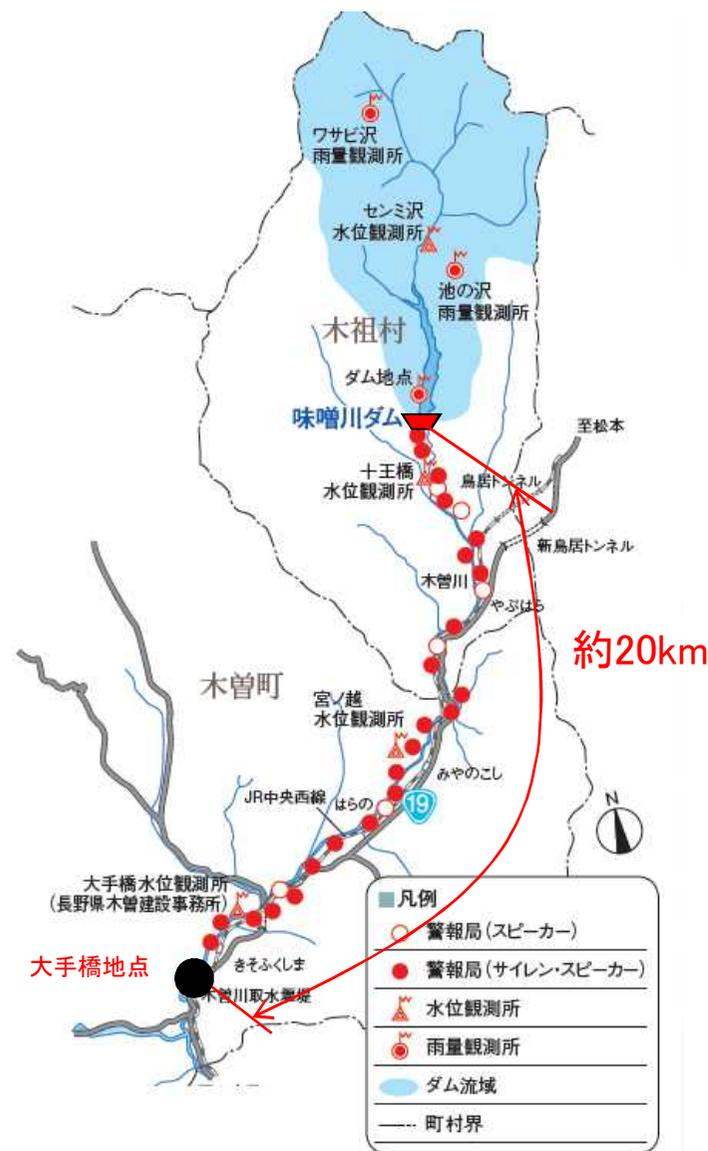 ワサビ沢
雨量観測所
センミ沢
水位観測所
池の沢
雨量観測所
木祖村
ダム地点
味噌川ダム
至松本
十王橋
水位観測所
鳥居トンネル
新鳥居トンネル
木曽川
やぶはら
約20km
木曽町
宮ノ越
水位観測所
みやのこし
JR中央西線
はらの
19
N
大手橋水位観測所
(長野県木曽建設事務所)
大手橋地点
きそふくしま
木曽川取水堰堤
凡例
警報局(スピーカー)
警報局(サイレン・スピーカー)
水位観測所
雨量観測所
ダム流域
町村界